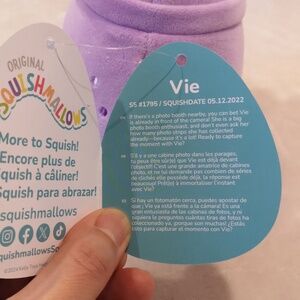 ORIGINAL
SQUISHMALLOWS
More to Squish!
Encore plus de
Squish à câliner!
Squish para abrazar!
squishmallows
Vie
S5 #1795 / SQUISHDATE 05.12.2022
If there's a photo booth nearby, you can bet Vie
is already in front of the camera! She is a big
photo booth enthusiast, and don't even ask her
how many photo strips she has collected
already—because it's a lot! Ready to capture
the moment with Vie?
S'il y a une cabine photo dans les parages,
tu peux être sûr(e) que Vie est déjà devant
l'objectif! C'est une grande amatrice de cabines
photo, et ne lui demande pas combien de séries
de clichés elle possède déjà, la réponse est
beaucoup! Prêt(e) à immortaliser l'instant
avec Vie?
Si hay un fotomatón cerca, puedes apostar de
que ¡Vie ya está frente a la cámara! Es una
gran entusiasta de las cabinas de fotos, y ni
siquiera le preguntes cuántas tiras de fotos ha
coleccionado ya, porque son muchas! ¿Estás
listo para capturar el momento con Vie?